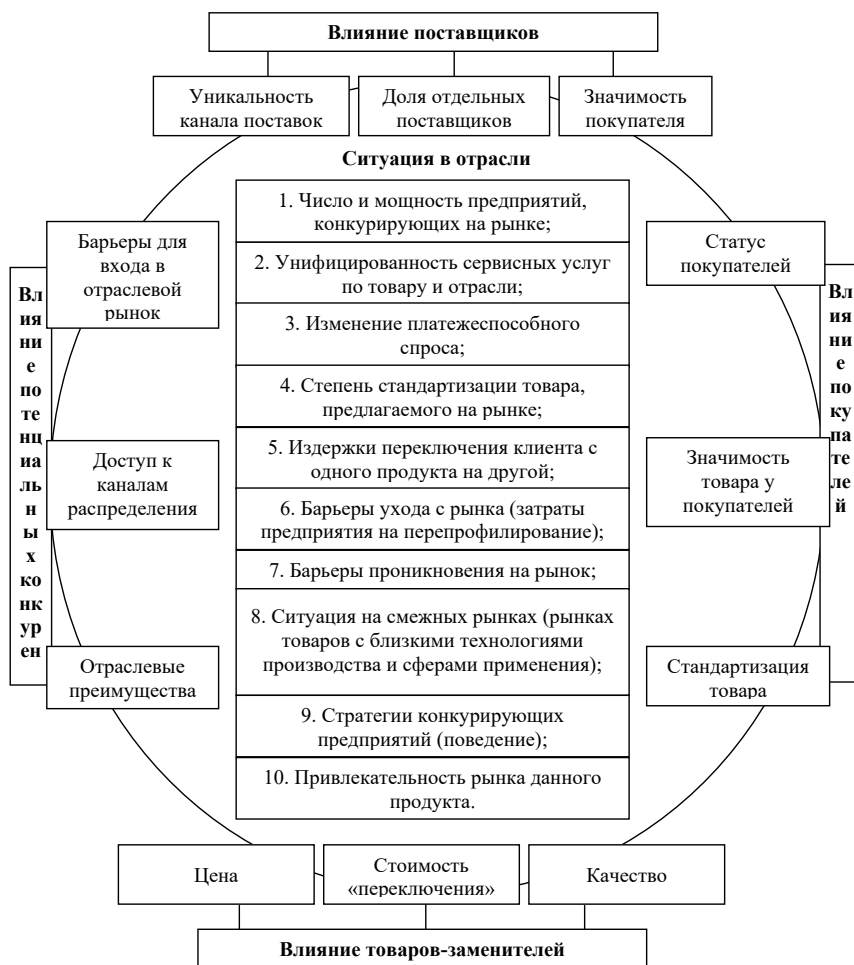 Влияние поставщиков
Уникальность
канала поставок
Доля отдельных
поставщиков
Значимость
покупателя
Ситуация в отрасли
1. Число и мощность предприятий,
конкурирующих на рынке;
2. Унифицированность сервисных услуг
по товару и отрасли;
3. Изменение платежеспособного
спроса;
4. Степень стандартизации товара,
предлагаемого на рынке;
5. Издержки переключения клиента с
одного продукта на другой;
6. Барьеры ухода с рынка (затраты
предприятия на перепрофилирование);
7. Барьеры проникновения на рынок;
8. Ситуация на смежных рынках (рынках
товаров с близкими технологиями
производства и сферами применения);
9. Стратегии конкурирующих
предприятий (поведение);
10. Привлекательность рынка данного
продукта.
Барьеры для
входа в
отраслевой
рынок
Доступ к
каналам
распределения
Отраслевые
преимущества
Вл
ия
ни
е
по
те
нц
иа
ль
н
ы
х
ко
нк
ур
ен
Статус
покупателей
Значимость
товара у
покупателей
Стандартизация
товара
Вл
ия
ни
е
по
ку
па
те
ле
й
Цена
Стоимость
«переключения»
Качество
Влияние товаров-заменителей